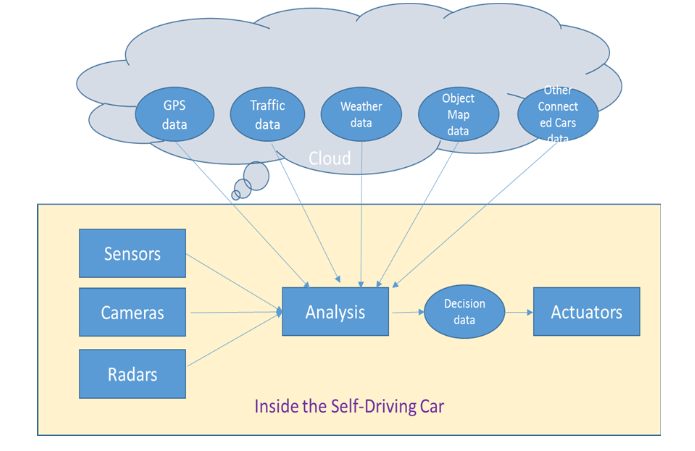 GPS
data
Traffic
data
Weather
data
Object
Map
data
Other
Connect
ed Cars
data
Cloud
Sensors
Cameras
Radars
Analysis
Decision
data
Actuators
Inside the Self-Driving Car